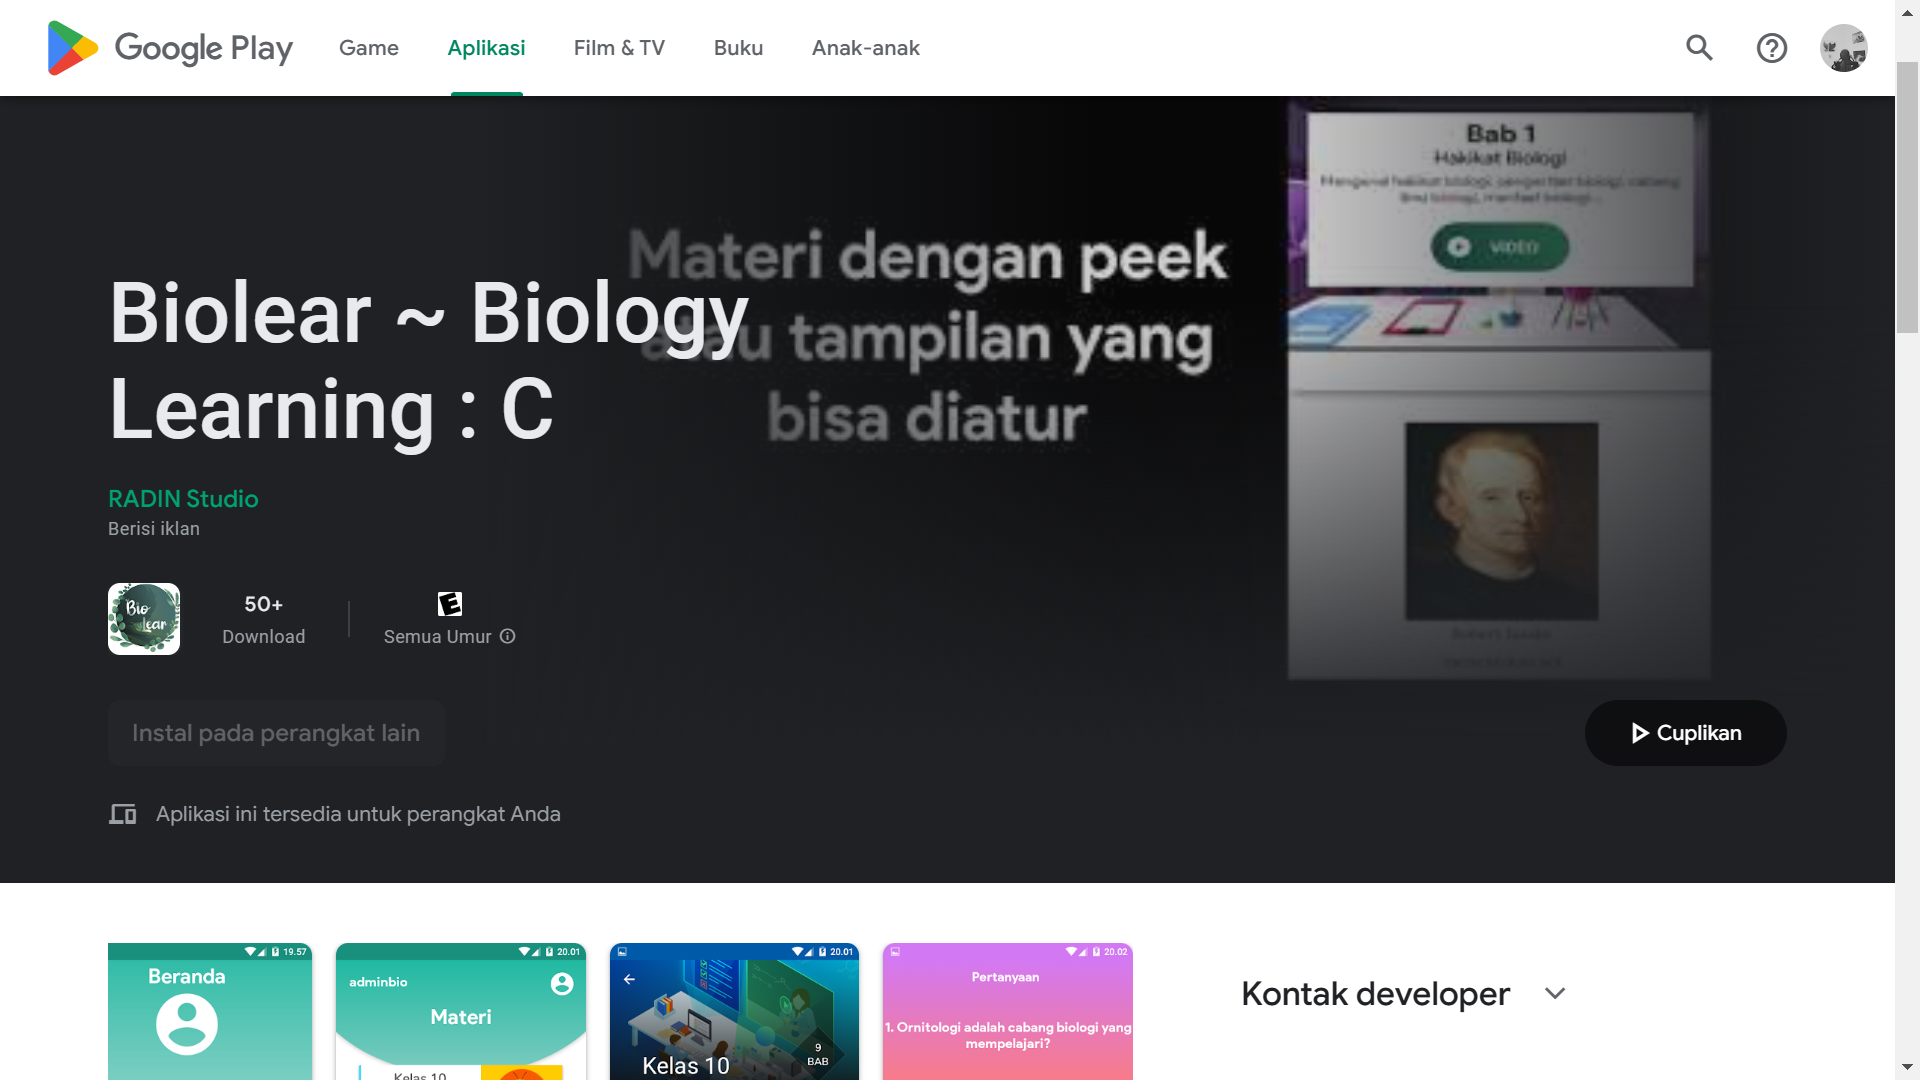 Google Play
Game
Aplikasi
Film & TV
Buku
Anak-anak
Bab 1
Hakikat Biologi
VIDEO
Materi dengan peek
atau tampilan yang
bisa diatur
Biolear ~ Biology
Learning : C
RADIN Studio
Berisi iklan
Bio
Lear
50+
Download
E
Semua Umur
Instal pada perangkat lain
Cuplikan
Aplikasi ini tersedia untuk perangkat Anda
19.57
Beranda
20.01
adminbio
Materi
Kelas 10
20.01
Kelas 10
9
BAB
20.02
Pertanyaan
1. Ornitologi adalah cabang biologi yang
mempelajari?
Kontak developer